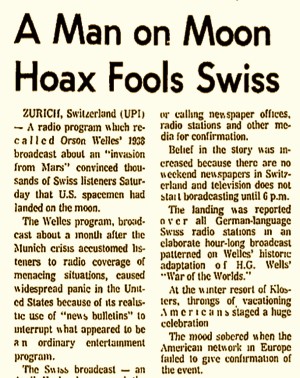 A Man on Moon
Hoax Fools Swiss
ZURICH, Switzerland (UPI)
— A radio program which re-
called Orson Welles' 1938
broadcast about an "invasion
from Mars" convinced thou-
sands of Swiss listeners Satur-
day that U.S. spacemen had
landed on the moon.
The Welles program, broad-
cast about a month after the
Munich crisis accustomed lis-
teners to radio coverage of
menacing situations, caused
widespread panic in the Unit-
ed States because of its realis-
tic use of "news bulletins" to
interrupt what appeared to be
an ordinary entertainment
program.
The Swiss broadcast — an
or calling newspaper offices,
radio stations and other me-
dia for confirmation.
Belief in the story was in-
creased because there are no
weekend newspapers in Switz-
erland and television does not
start boradcasting until 6 p.m.
The landing was reported
over all German-language
Swiss radio stations in an
elaborate hour-long broadcast
patterned on Welles' historic
adaptation of H.G. Wells'
"War of the Worlds."
At the winter resort of Klos-
ters, throngs of vacationing
Americans staged a huge
celebration
The mood sobered when the
American network in Europe
failed to give confirmation of
the event.